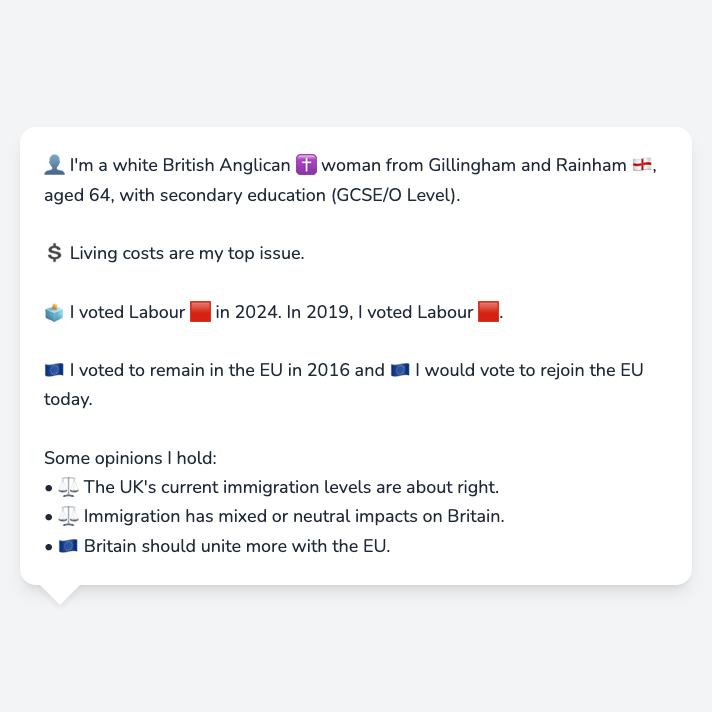 👤 I'm a white British Anglican ✝️ woman from Gillingham and Rainham 🏴󠁧󠁢󠁥󠁮󠁧󠁿,
aged 64, with secondary education (GCSE/O Level).
💲 Living costs are my top issue.
🗳️ I voted Labour 🟥 in 2024. In 2019, I voted Labour 🟥.
🇪🇺 I voted to remain in the EU in 2016 and 🇪🇺 I would vote to rejoin the EU
today.
Some opinions I hold:
• ⚖️ The UK's current immigration levels are about right.
• ⚖️ Immigration has mixed or neutral impacts on Britain.
• 🇪🇺 Britain should unite more with the EU.